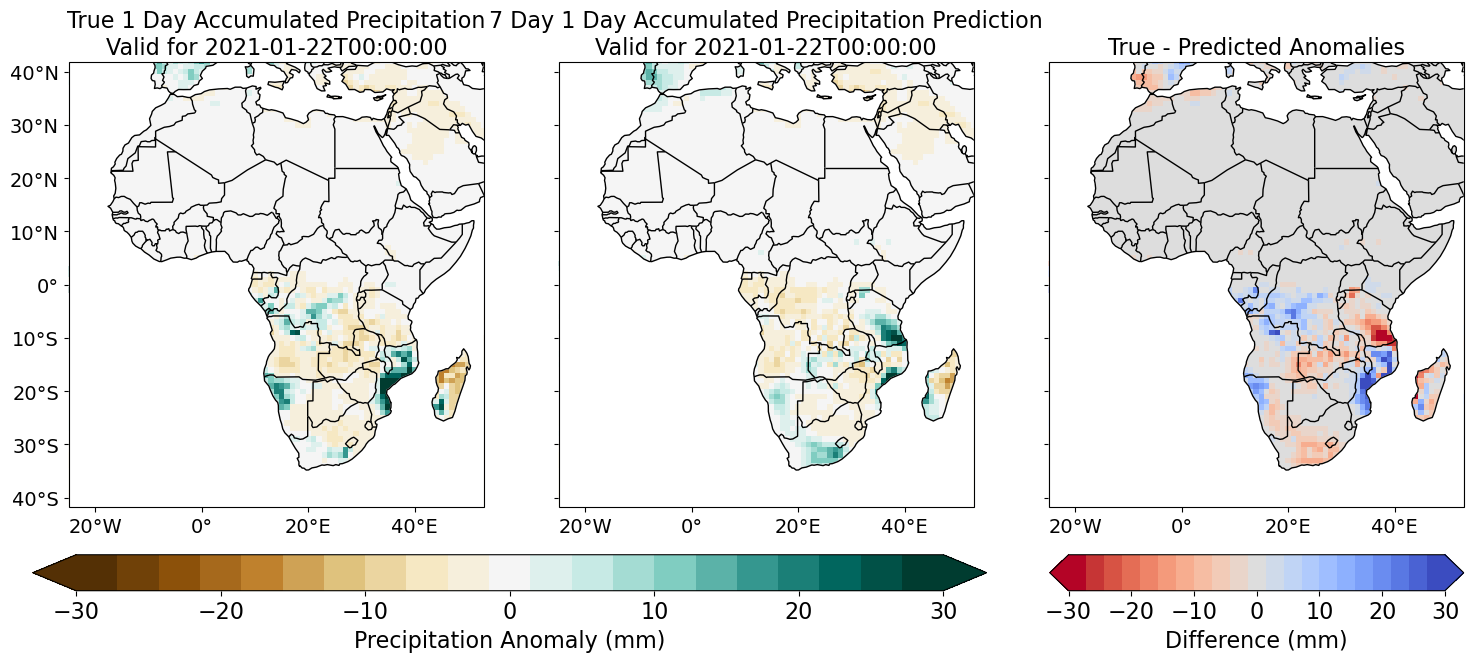 True 1 Day Accumulated Precipitation
Valid for 2021-01-22T00:00:00
7 Day 1 Day Accumulated Precipitation Prediction
Valid for 2021-01-22T00:00:00
True - Predicted Anomalies
40°N
30°N
20°N
10°N
0°
10°S
20°S
30°S
40°S
20°W 0° 20°E 40°E
20°W 0° 20°E 40°E
20°W 0° 20°E 40°E
−30 −20 −10 0 10 20 30
Precipitation Anomaly (mm)
−30 −20 −10 0 10 20 30
Difference (mm)